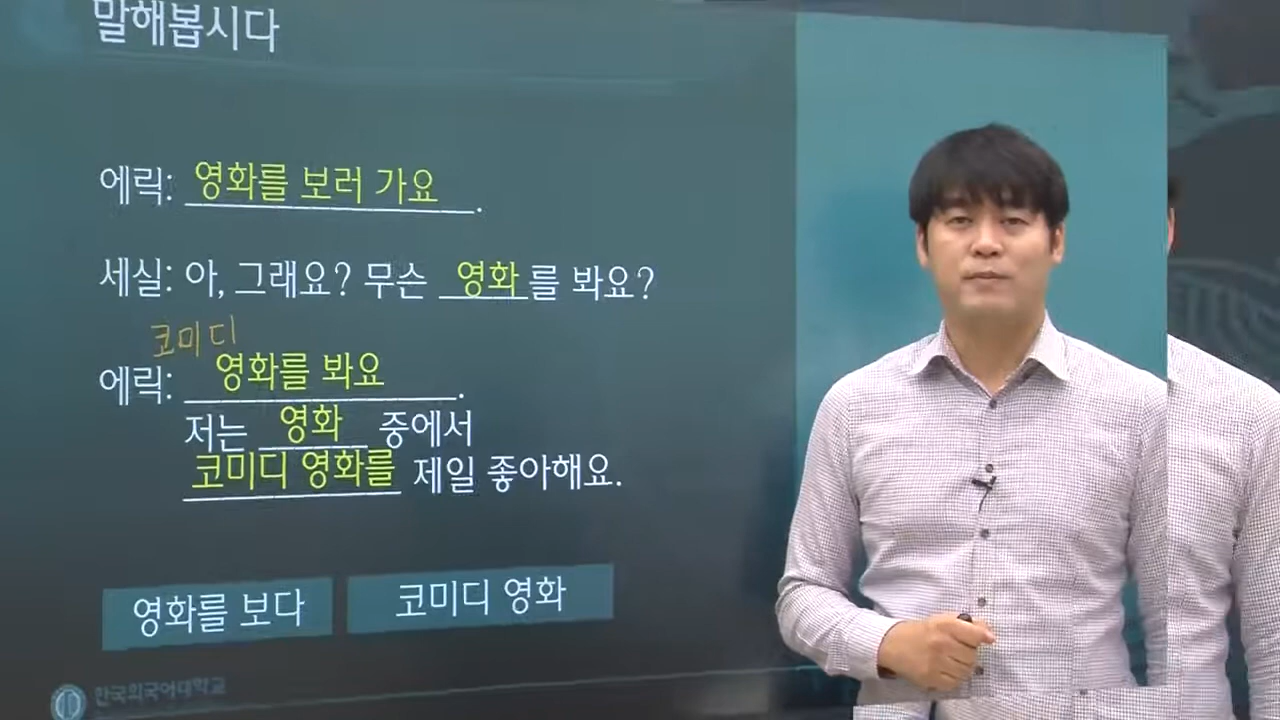 말해봅시다
에릭: 영화를 보러 가요.
세실: 아, 그래요? 무슨 영화를 봐요?
코미디
에릭: 영화를 봐요.
저는 영화 중에서
코미디 영화를 제일 좋아해요.
영화를 보다 코미디 영화
한국외국어대학교